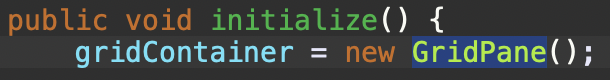 public void initialize() {
gridContainer = new GridPane();